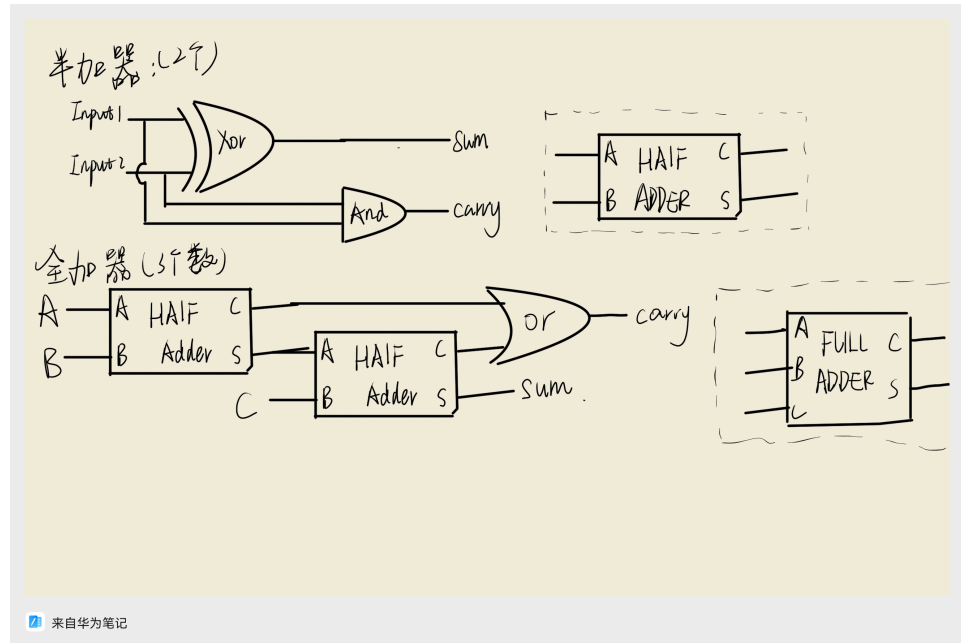 半加器:(2个)
Input1
Xor
Sum
Input2
And
carry
A HAlF C
B ADDER S
全加器(3个数)
A
A HAlF C
B
B Adder S
or
carry
A HAlF C
C
B Adder S
Sum.
A FULL C
B ADDER S
C
来自华为笔记